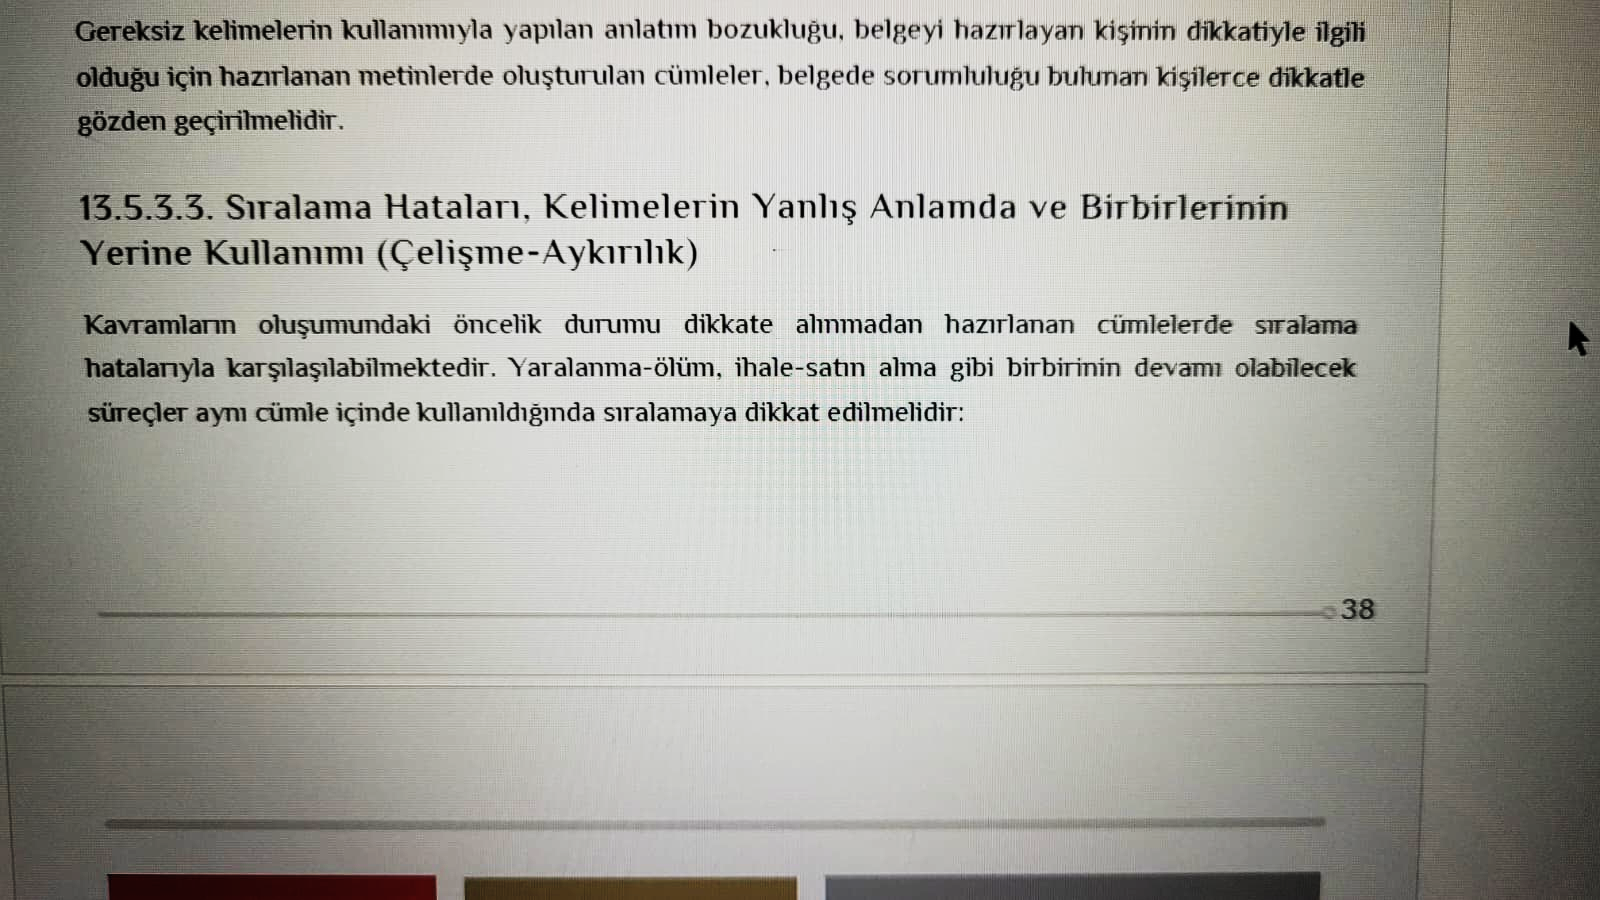 Gereksiz kelimelerin kullanımıyla yapılan anlatım bozukluğu, belgeyi hazırlayan kişinin dikkatiyle ilgili
olduğu için hazırlanan metinlerde oluşturulan cümleler, belgede sorumluluğu bulunan kişilerce dikkatle
gözden geçirilmelidir.
13.5.3.3. Sıralama Hataları, Kelimelerin Yanlış Anlamda ve Birbirlerinin
Yerine Kullanımı (Çelişme-Aykırılık)
Kavramların oluşumundaki öncelik durumu dikkate alınmadan hazırlanan cümlelerde sıralama
hatalarıyla karşılaşılabilmektedir. Yaralanma-ölüm, ihale-satın alma gibi birbirinin devamı olabilecek
süreçler aynı cümle içinde kullanıldığında sıralamaya dikkat edilmelidir:
38